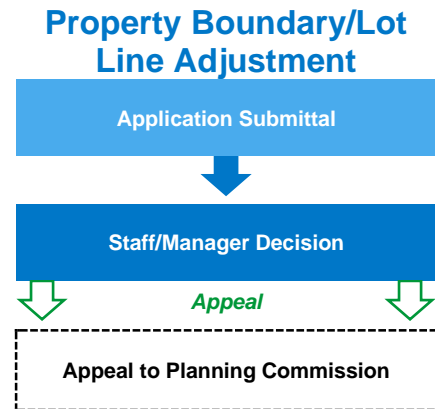 Property Boundary/Lot
Line Adjustment
Application Submittal
Staff/Manager Decision
Appeal
Appeal to Planning Commission